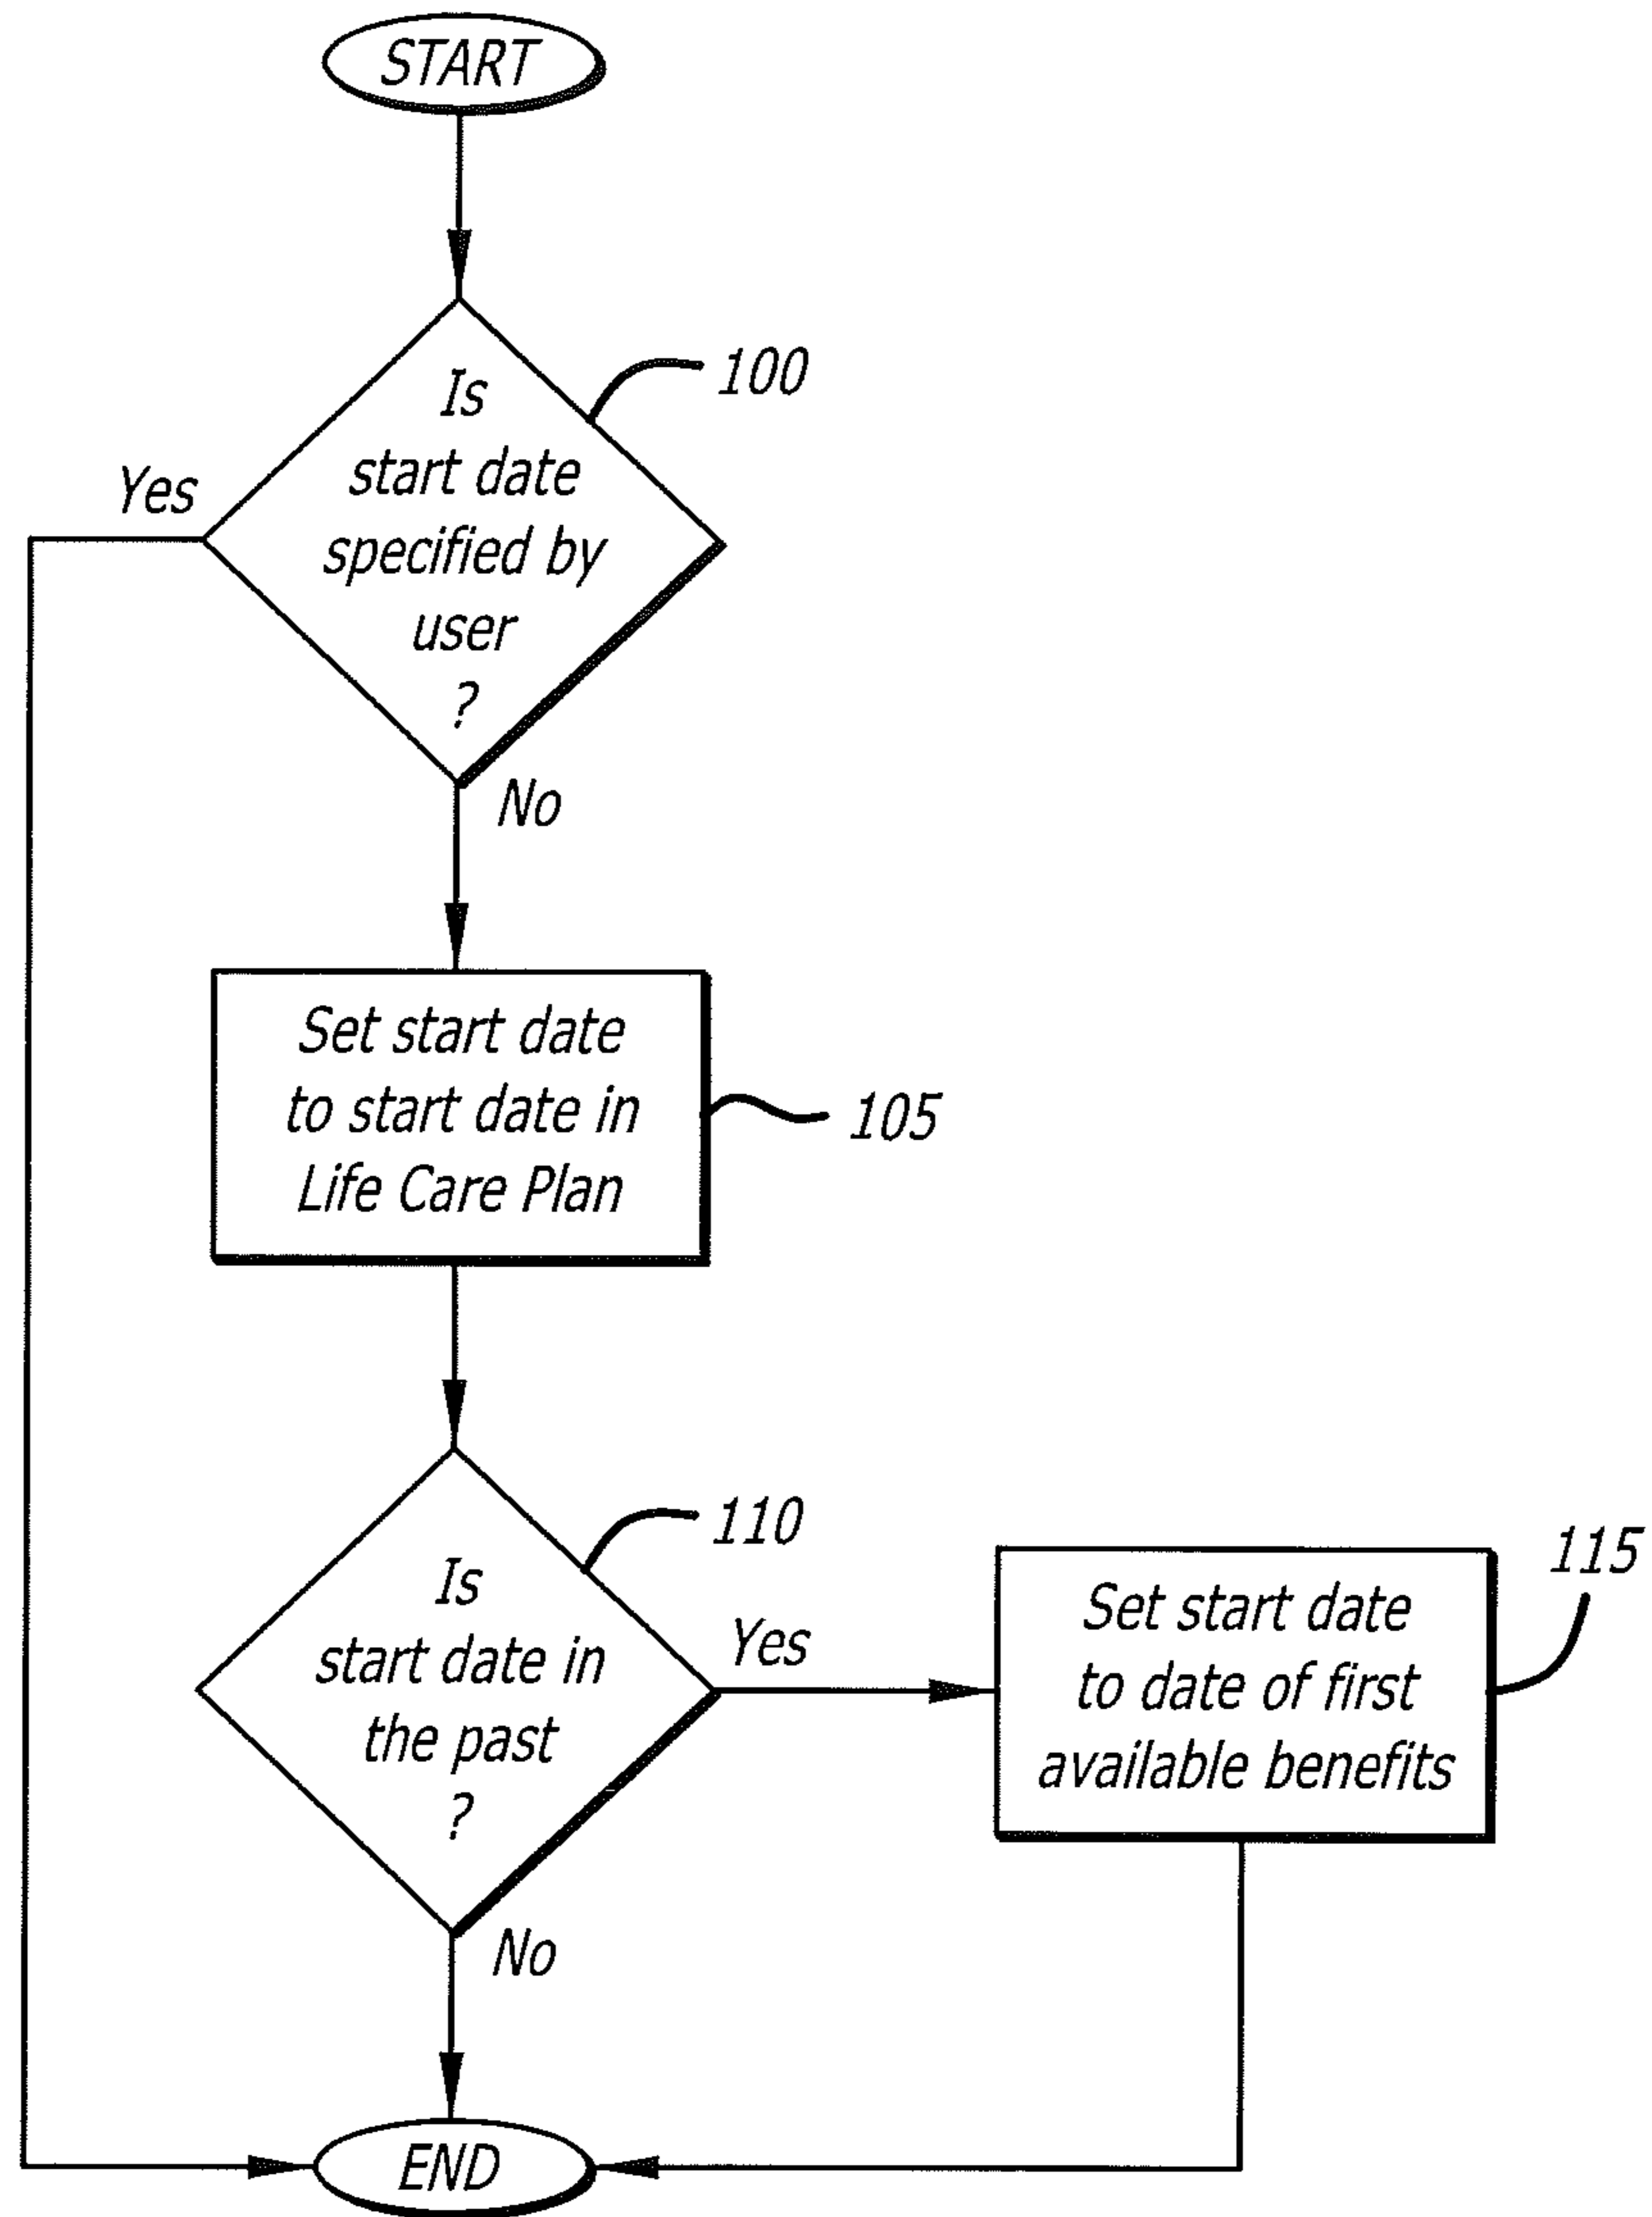 START
100
Is
start date
specified by
user
?
Yes
No
Set start date
to start date in
Life Care Plan
105
110
Is
start date in
the past
?
Yes
No
115
Set start date
to date of first
available benefits
END